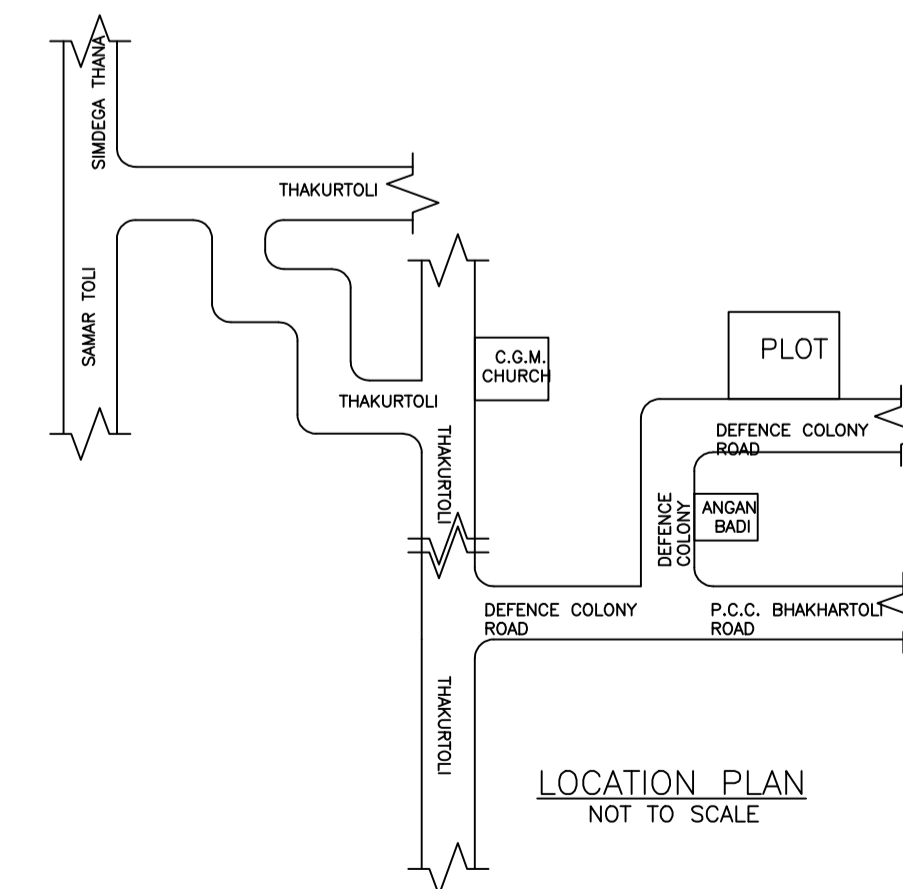 SIMDEGA THANA
THAKURTOLI
SAMAR TOLI
C.G.M.
CHURCH
PLOT
THAKURTOLI
THAKURTOLI
DEFENCE COLONY
ROAD
DEFENCE
COLONY
ANGAN
BADI
DEFENCE COLONY
ROAD
P.C.C. BHAKHARTOLI
ROAD
THAKURTOLI
LOCATION PLAN
NOT TO SCALE